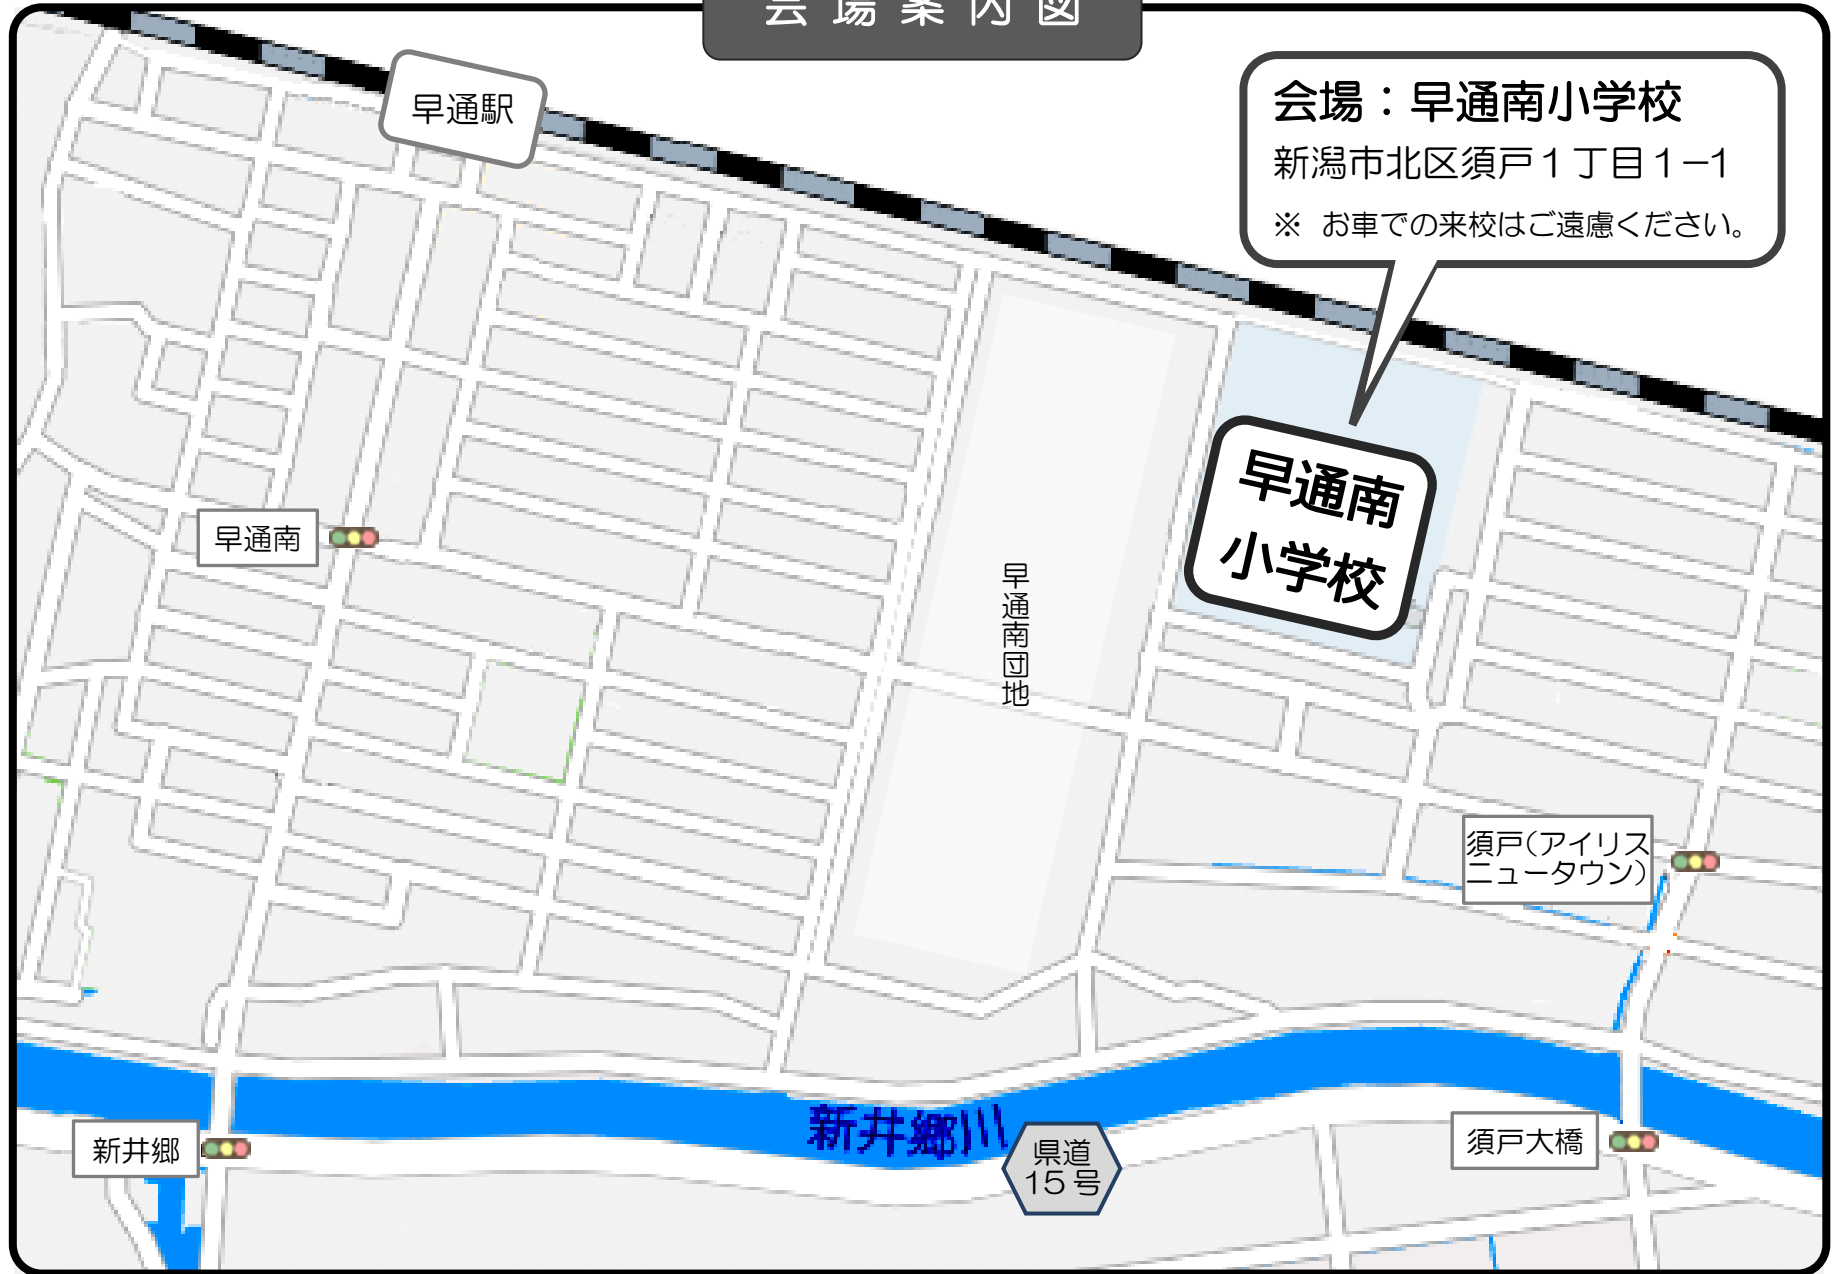 会場案内図
早通駅
会場：早通南小学校
新潟市北区須戸１丁目１−１
※　お車での来校はご遠慮ください。
早通南
小学校
早通南
早通南団地
須戸（アイリス
ニュータウン）
新井郷川
県道
15号
新井郷
須戸大橋